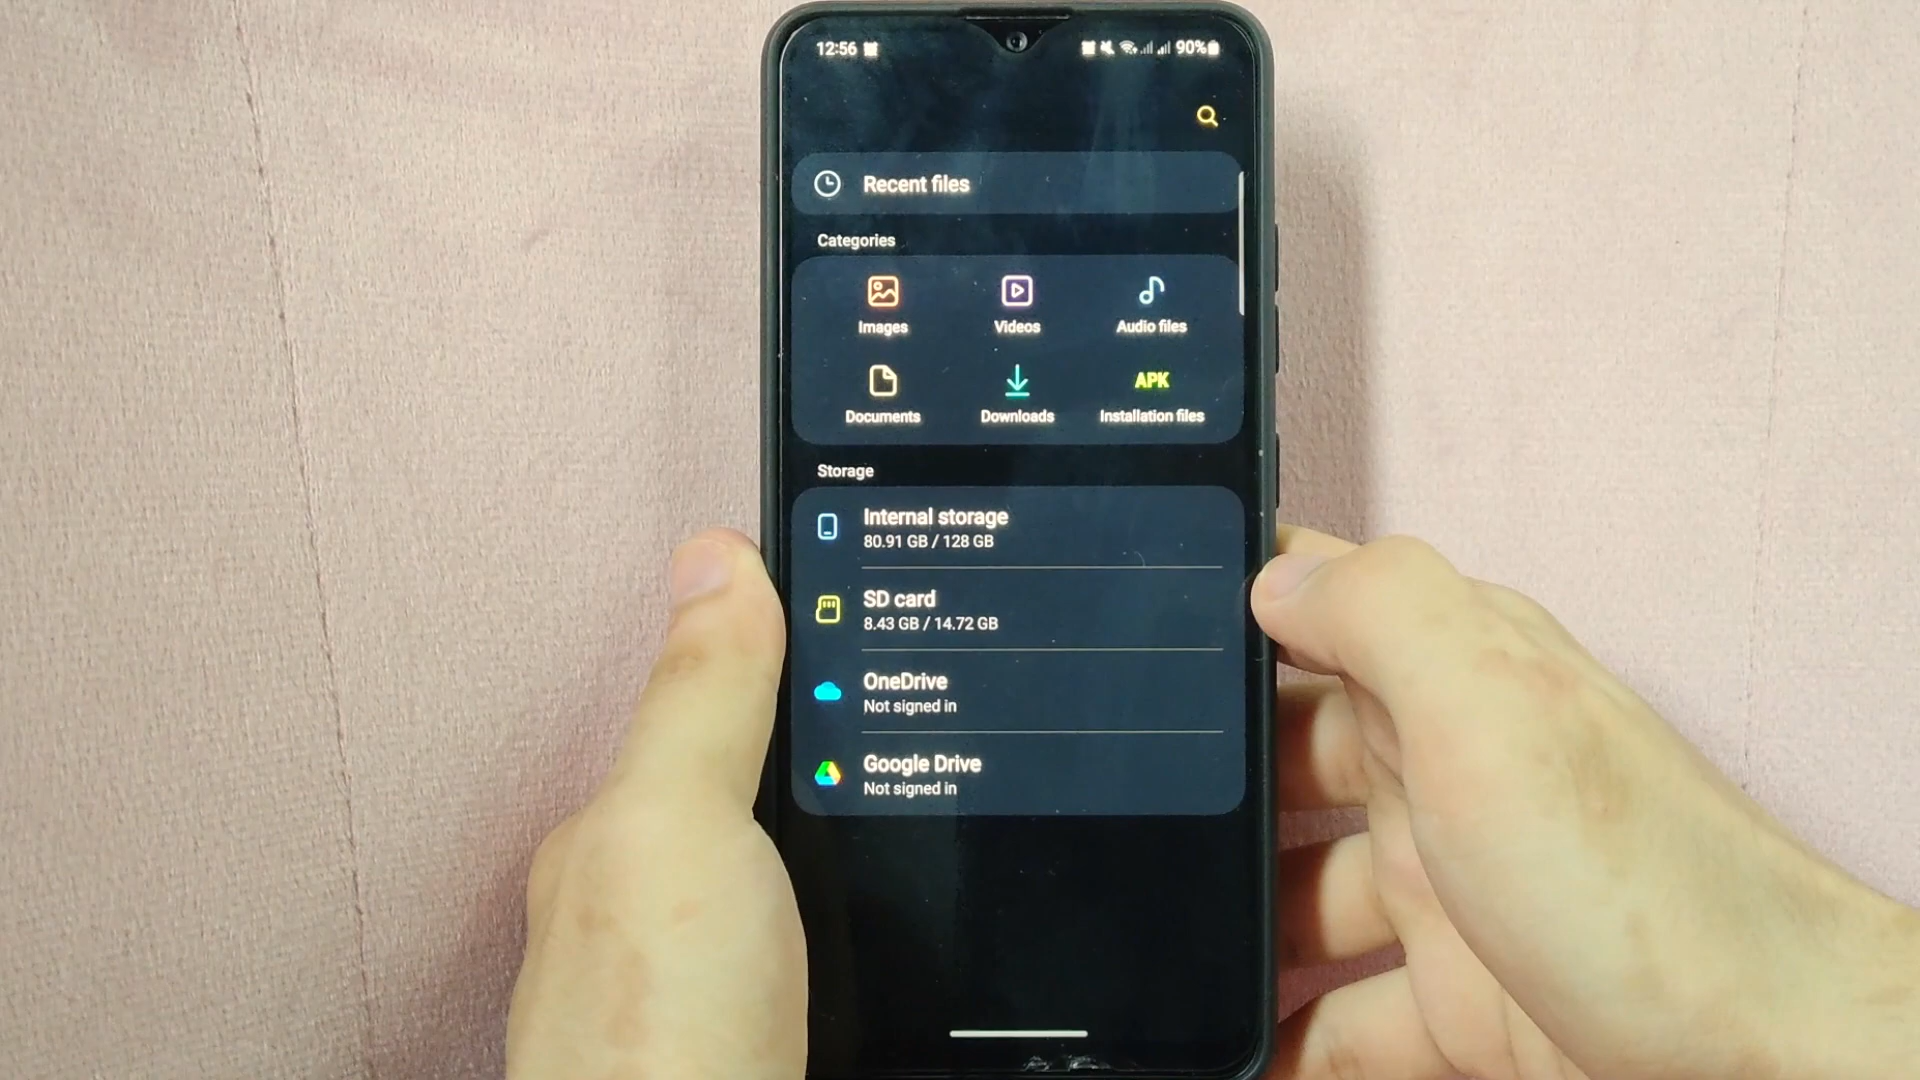 12:56
90%
Recent files
Categories
Images
Videos
Audio files
Documents
Downloads
APK
Installation files
Storage
Internal storage
80.91 GB / 128 GB
SD card
8.43 GB / 14.72 GB
OneDrive
Not signed in
Google Drive
Not signed in